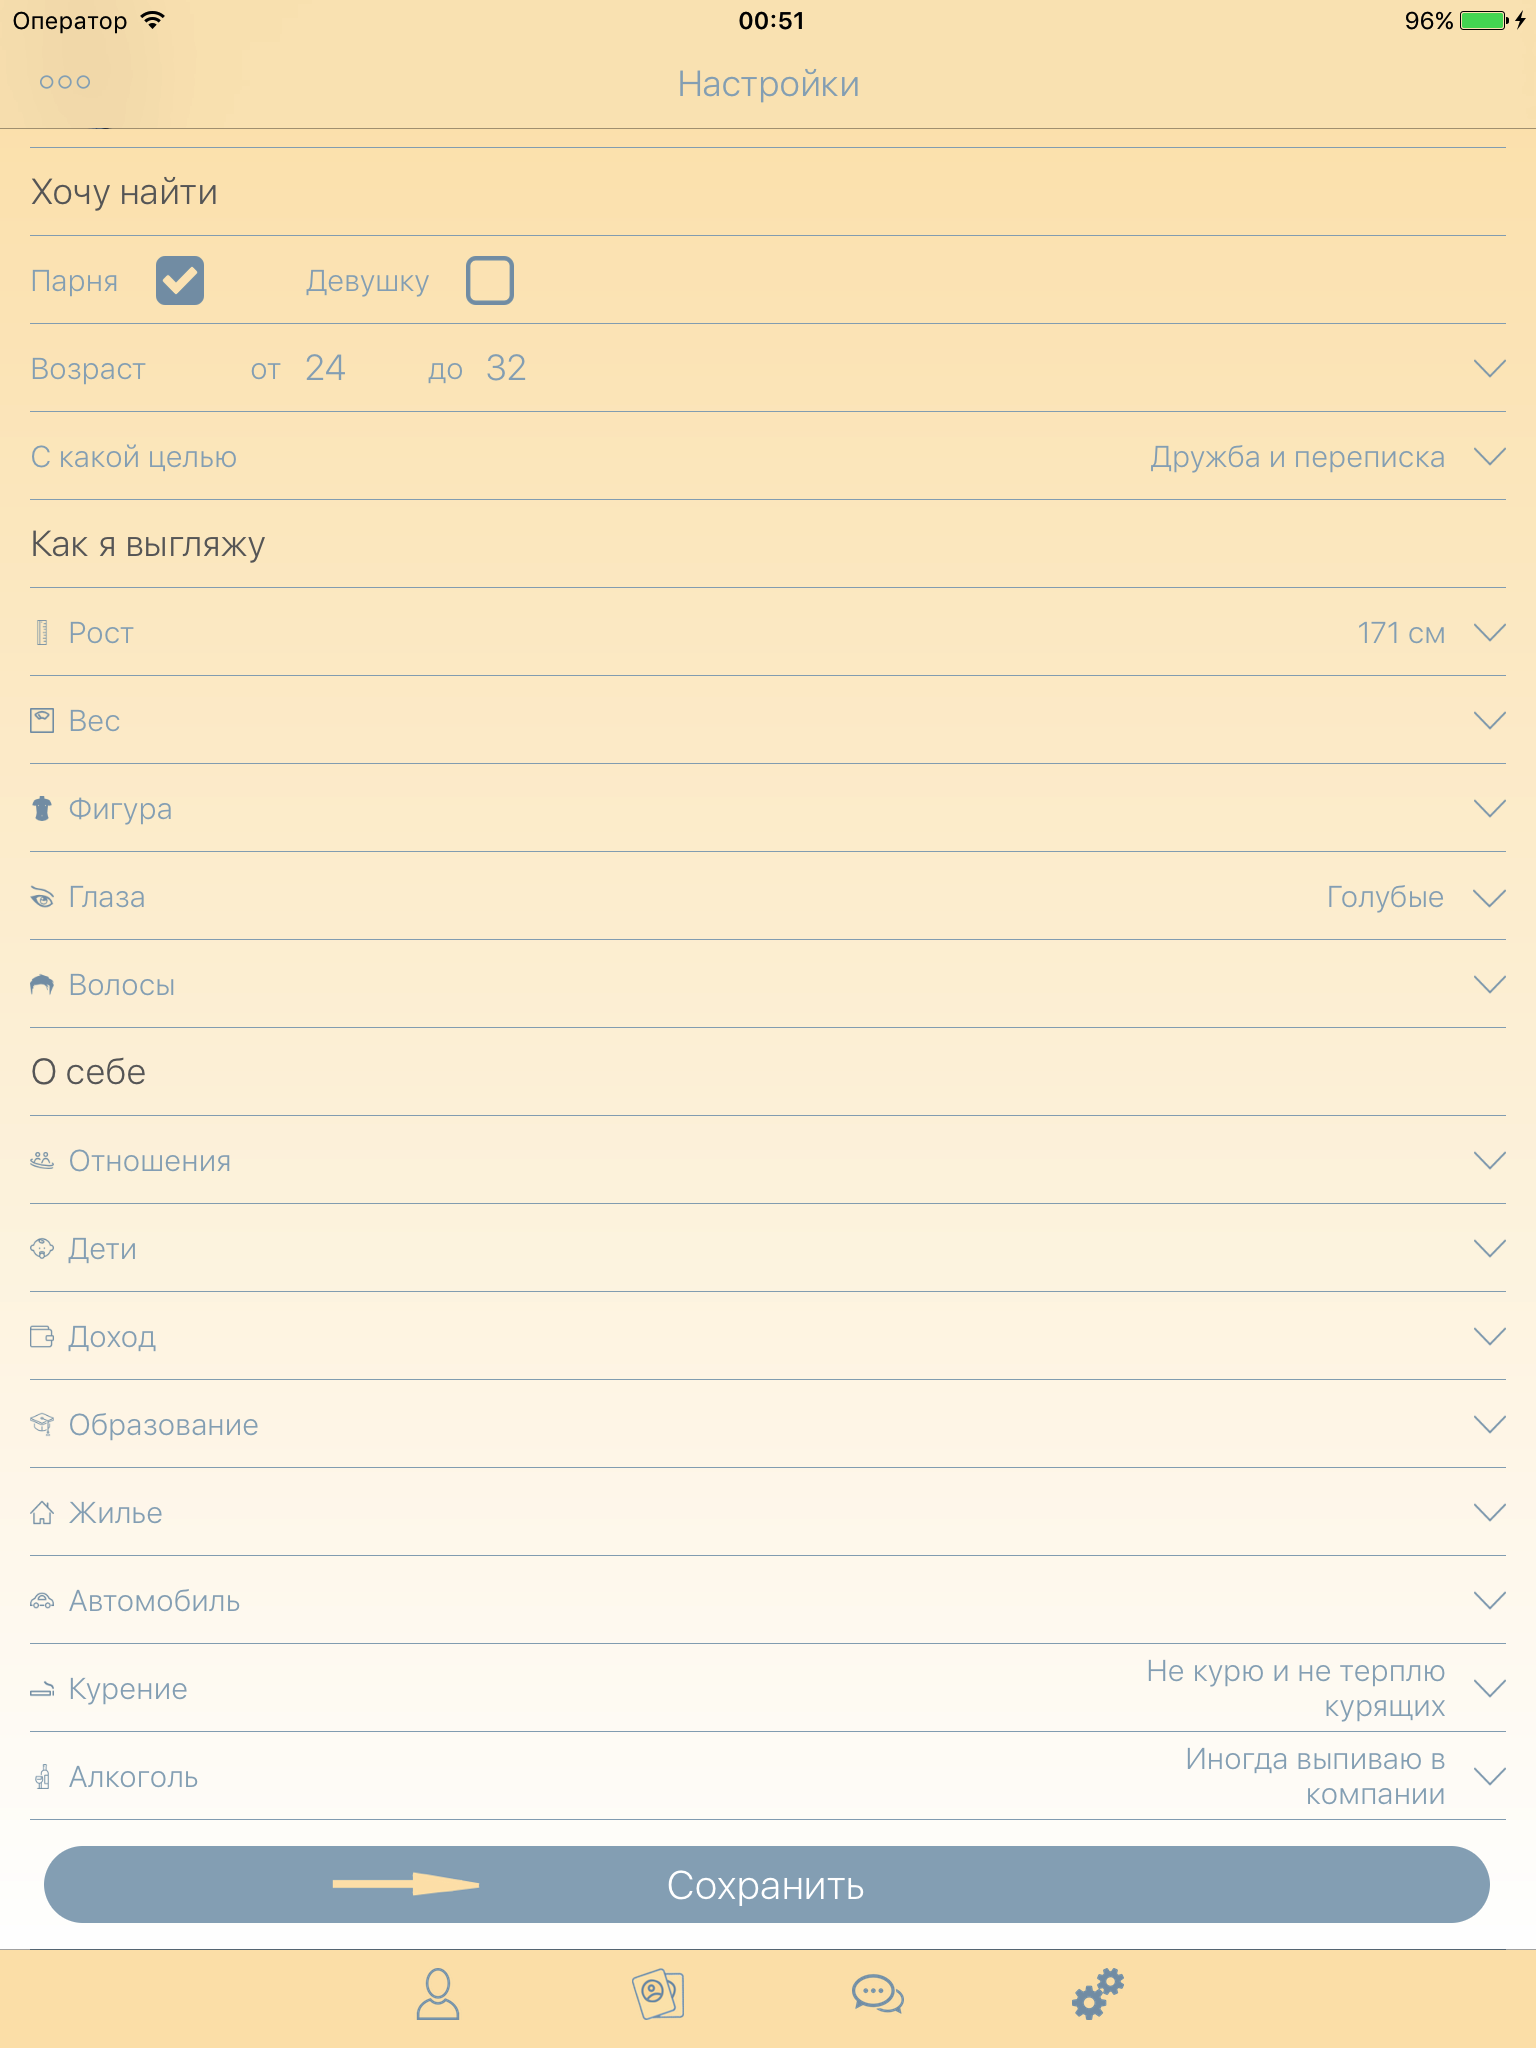 Оператор 00:51 96%
Настройки
Хочу найти
Парня Девушку
Возраст от 24 до 32
С какой целью Дружба и переписка
Как я выгляжу
Рост 171 см
Вес
Фигура
Глаза Голубые
Волосы
О себе
Отношения
Дети
Доход
Образование
Жилье
Автомобиль
Курение Не курю и не терплю
курящих
Алкоголь Иногда выпиваю в
компании
Сохранить